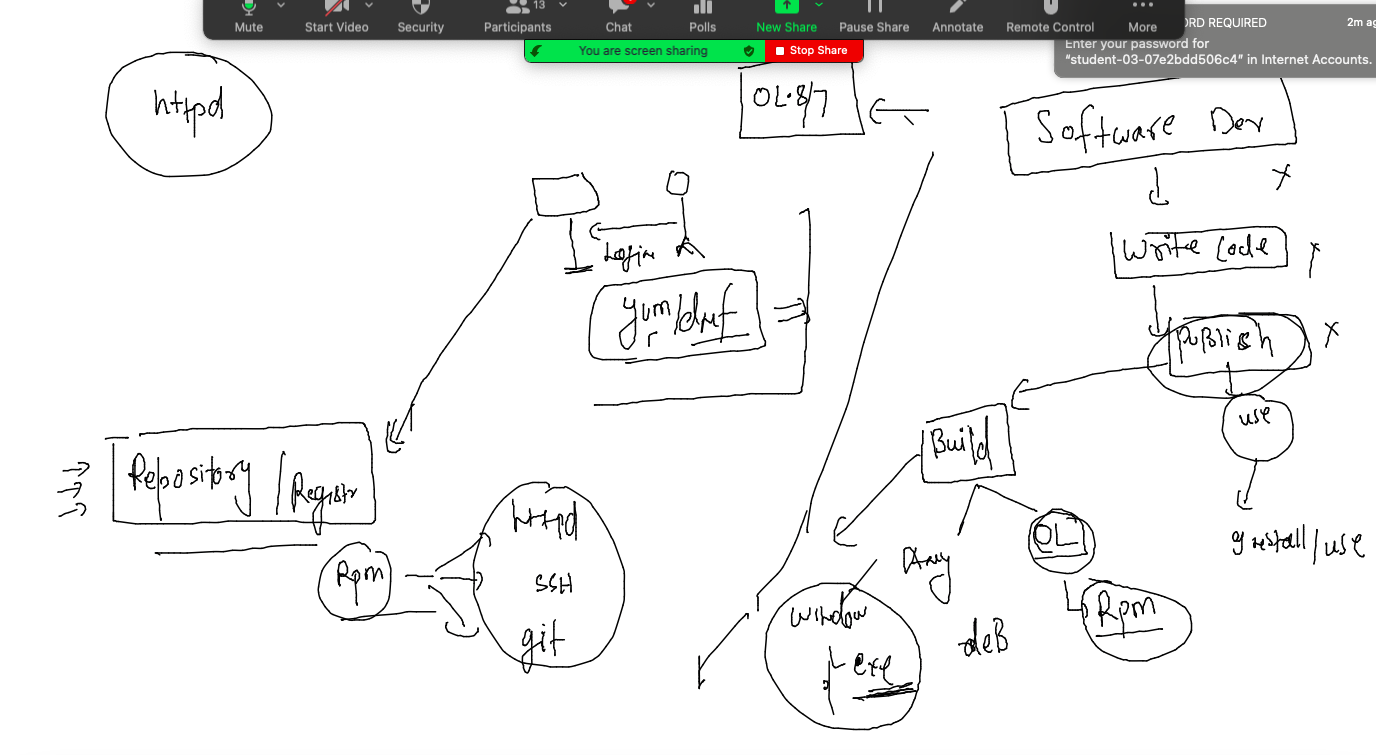 Mute
Start Video
Security
13
Participants
Chat
Polls
New Share
Pause Share
Annotate
Remote Control
More
ORD REQUIRED
2m ag
Enter your password for
"student-03-07e2bdd506c4" in Internet Accounts.
You are screen sharing
Stop Share
httpd
OL·8/7
Software Dev
Login
Write Code
yum/dnf
r
Publish
use
Build
Repository / Registr
httpd
SSH
git
Rpm
OL
Install/use
Any
Window
exe
deB
Rpm